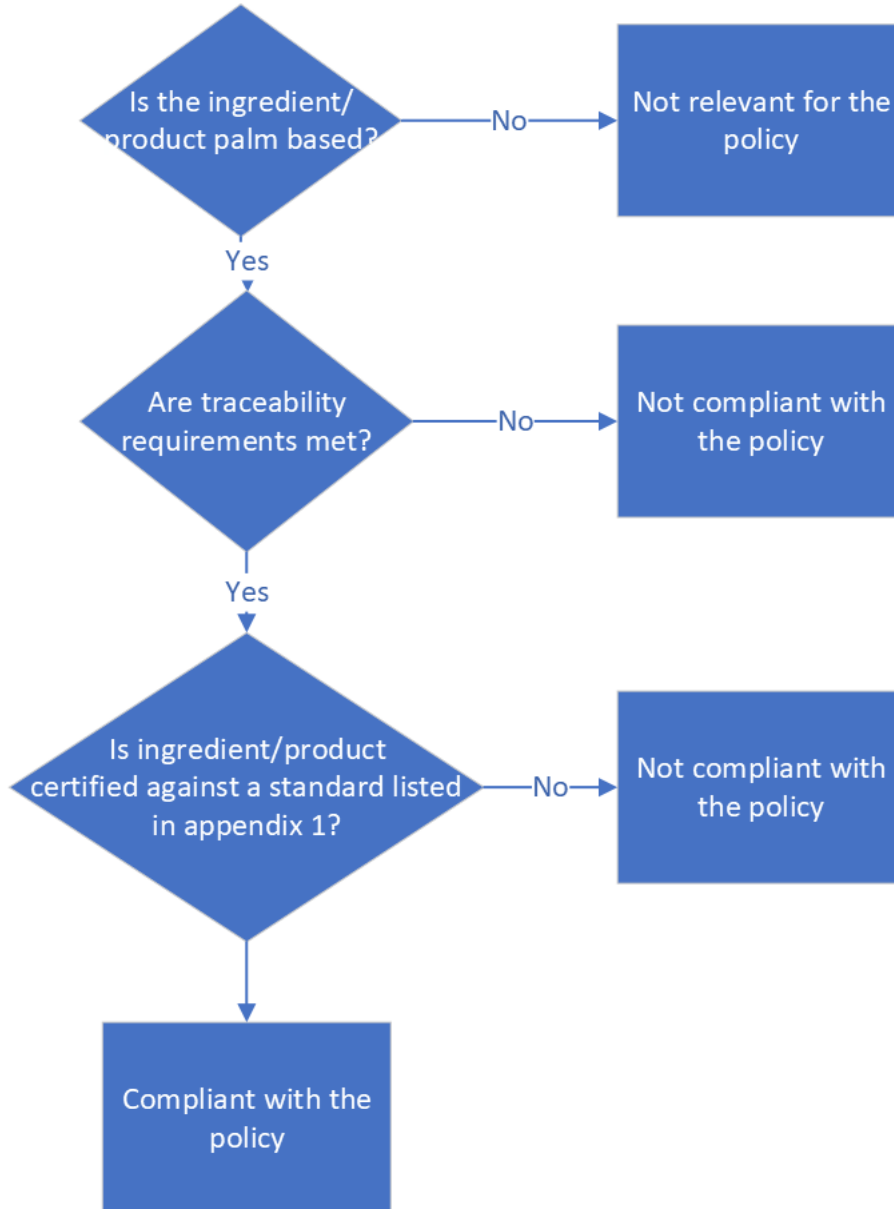 Is the ingredient/
product palm based?
No
Not relevant for the
policy
Yes
Are traceability
requirements met?
No
Not compliant with
the policy
Yes
Is ingredient/product
certified against a standard listed
in appendix 1?
No
Not compliant with
the policy
Compliant with the
policy